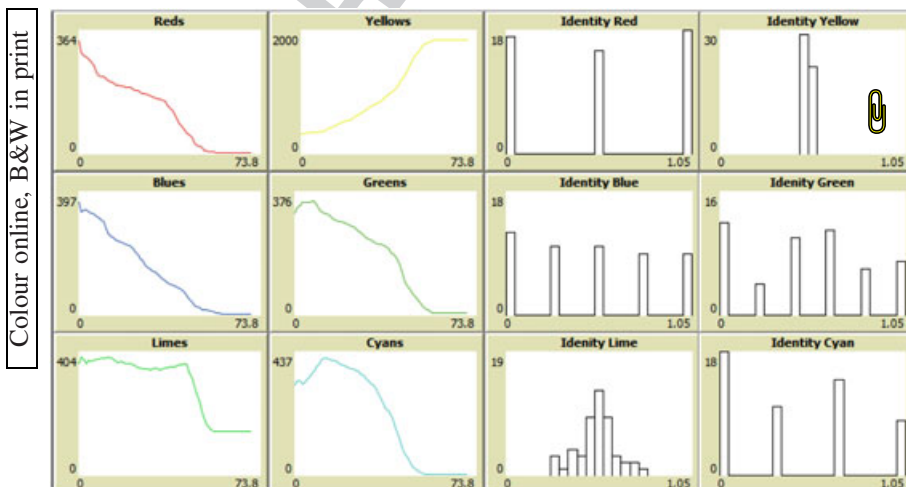 Colour online, B&W in print
Reds
364
0
0 73.8
Yellows
2000
0
0 73.8
Identity Red
18
0
0 1.05
Identity Yellow
30
0
0 1.05
Blues
397
0
0 73.8
Greens
376
0
0 73.8
Identity Blue
18
0
0 1.05
Idenity Green
16
0
0 1.05
Limes
404
0
0 73.8
Cyans
437
0
0 73.8
Idenity Lime
19
0
0 1.05
Identity Cyan
18
0
0 1.05